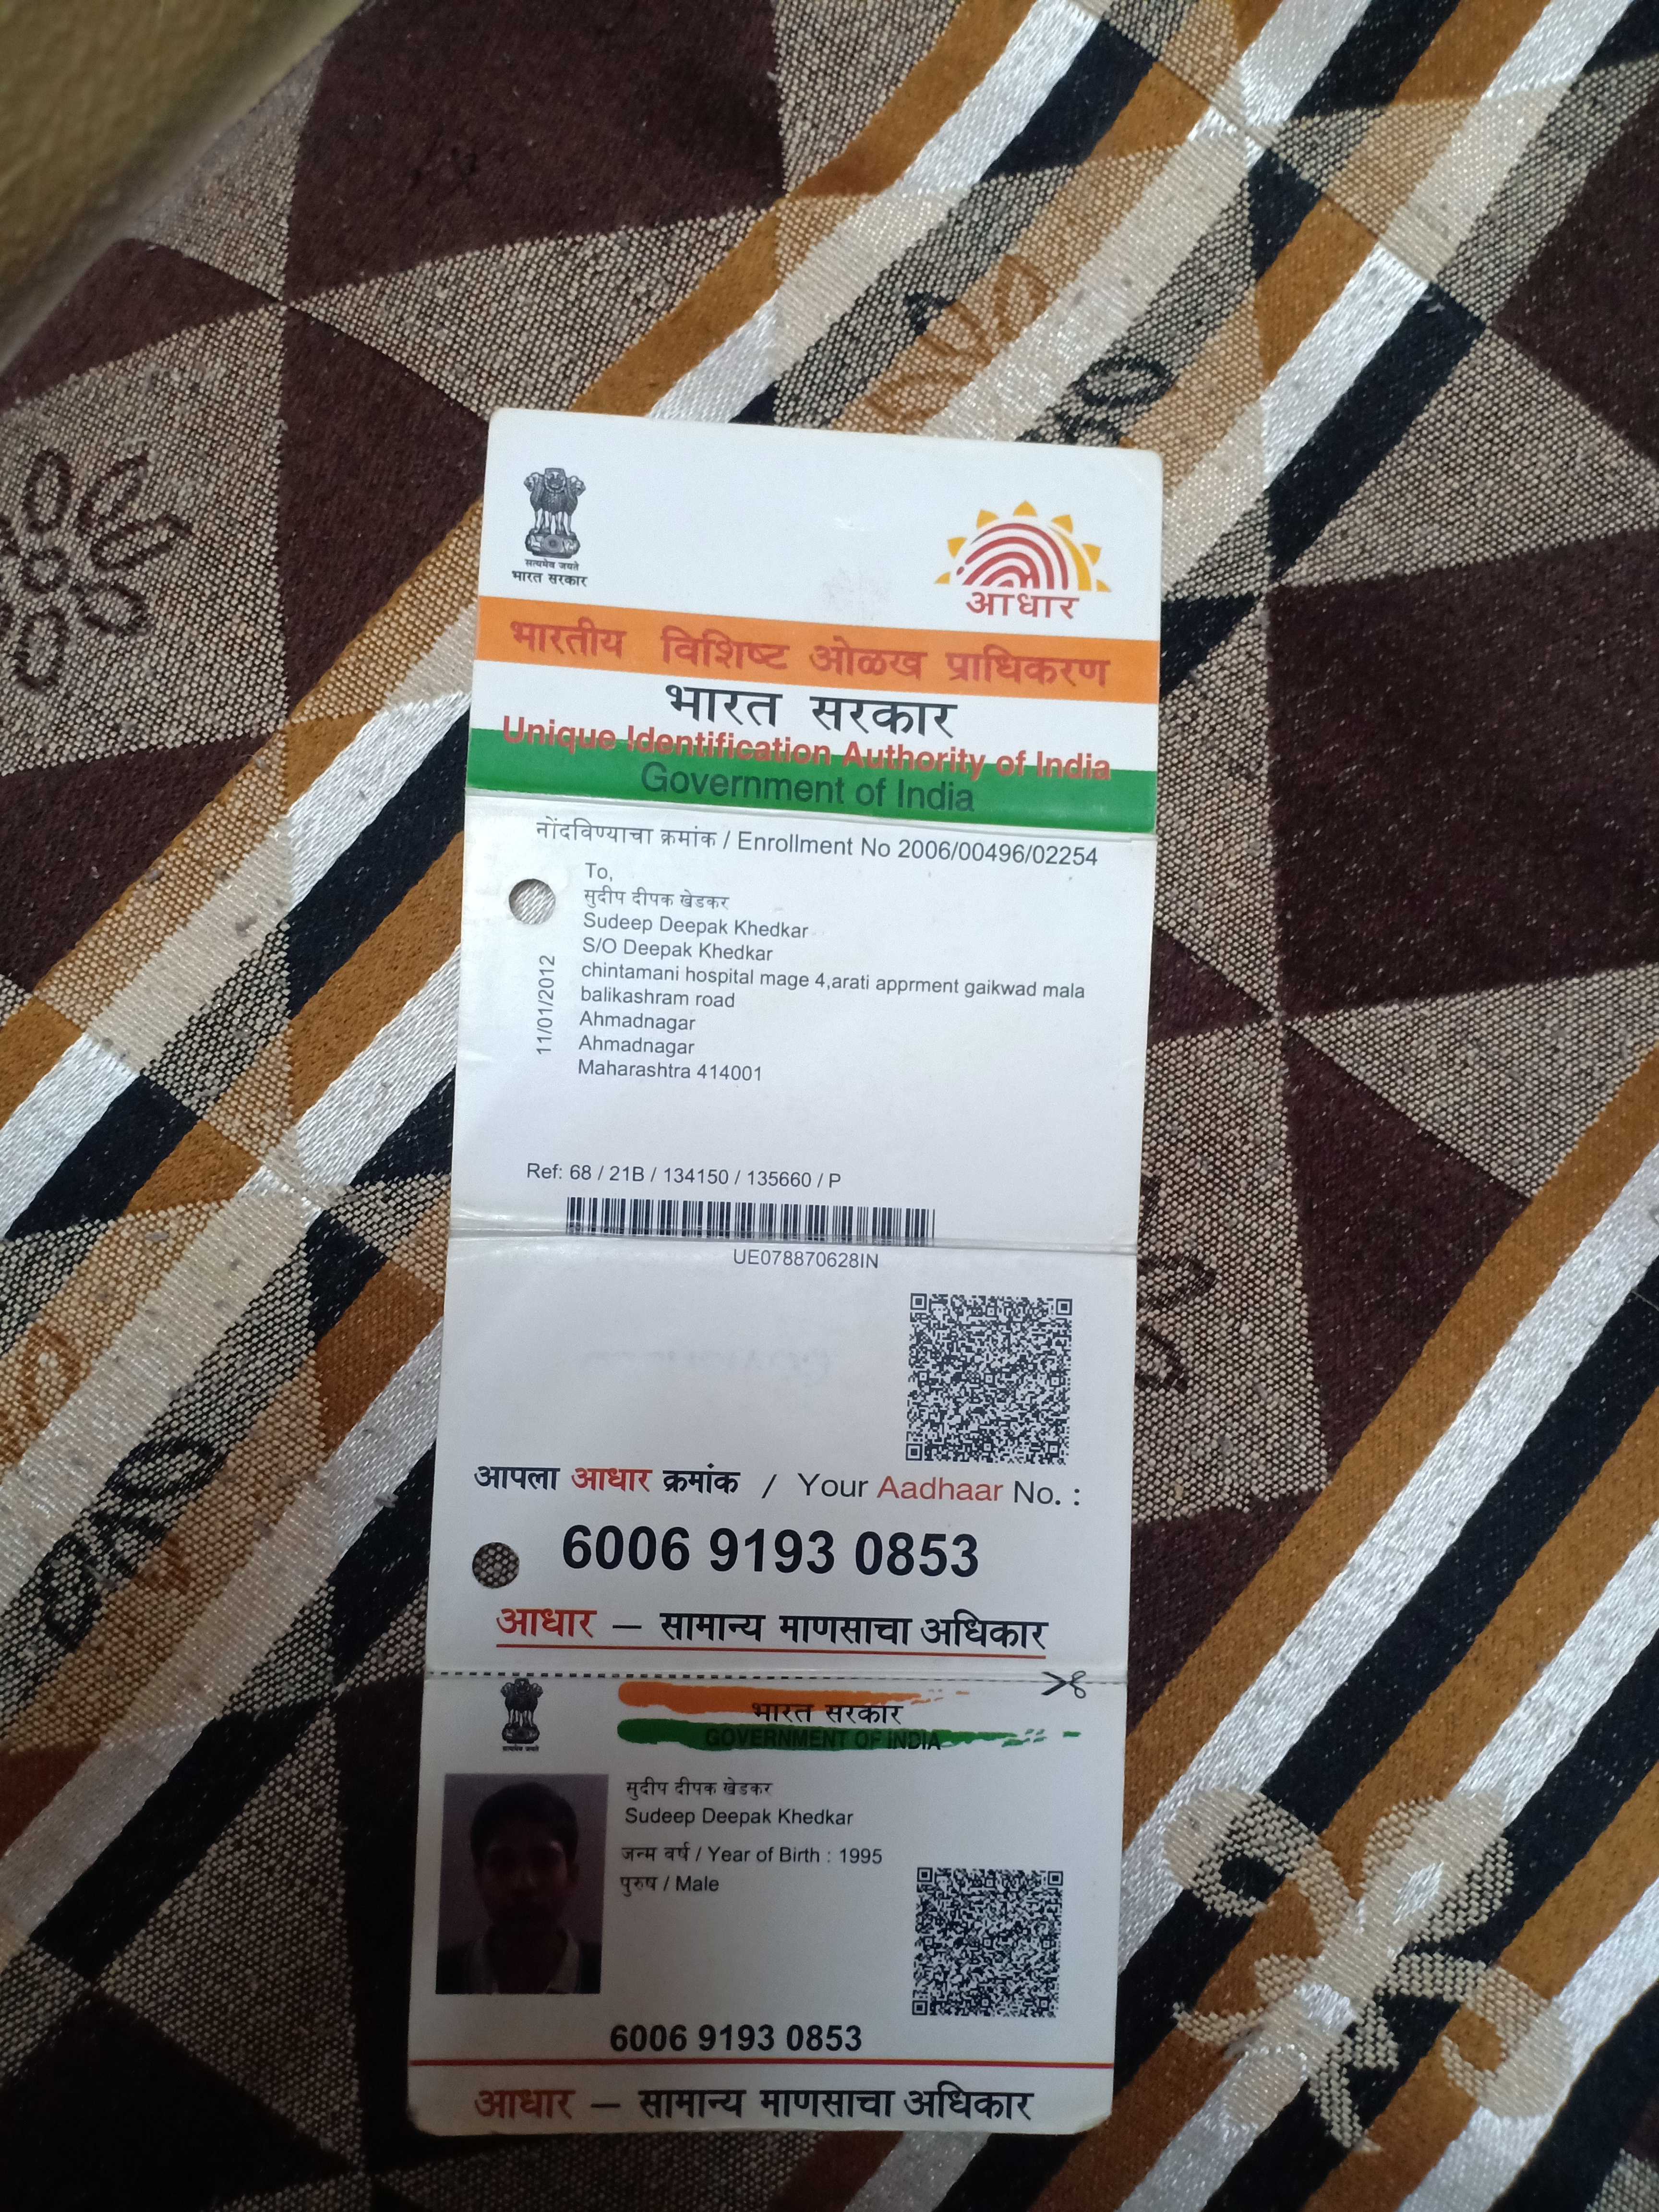 सत्यमेव जयते
भारत सरकार
आधार
भारतीय विशिष्ट ओळख प्राधिकरण
भारत सरकार
Unique Identification Authority of India
Government of India
नोंदविण्याचा क्रमांक / Enrollment No 2006/00496/02254
To,
सुदीप दीपक खेडकर
Sudeep Deepak Khedkar
S/O Deepak Khedkar
chintamani hospital mage 4,arati apprment gaikwad mala
balikashram road
Ahmadnagar
Ahmadnagar
Maharashtra 414001
11/01/2012
Ref: 68 / 21B / 134150 / 135660 / P
UE078870628IN
आपला आधार क्रमांक / Your Aadhaar No. :
6006 9193 0853
आधार – सामान्य माणसाचा अधिकार
सत्यमेव जयते
भारत सरकार
GOVERNMENT OF INDIA
सुदीप दीपक खेडकर
Sudeep Deepak Khedkar
जन्म वर्ष / Year of Birth : 1995
पुरुष / Male
6006 9193 0853
आधार – सामान्य माणसाचा अधिकार